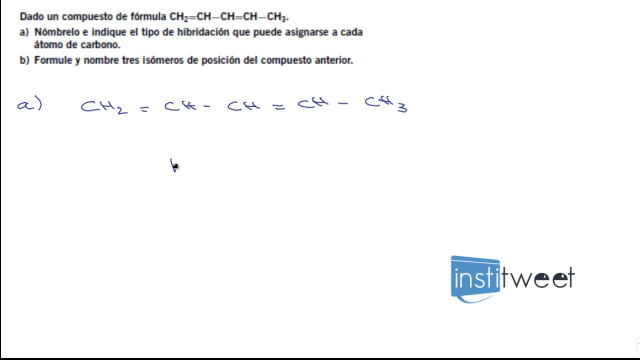 Dado un compuesto de fórmula CH₂=CH–CH=CH–CH₃.
a) Nómbrelo e indique el tipo de hibridación que puede asignarse a cada
átomo de carbono.
b) Formule y nombre tres isómeros de posición del compuesto anterior.
a) CH₂ = CH - CH = CH - CH₃
institweet